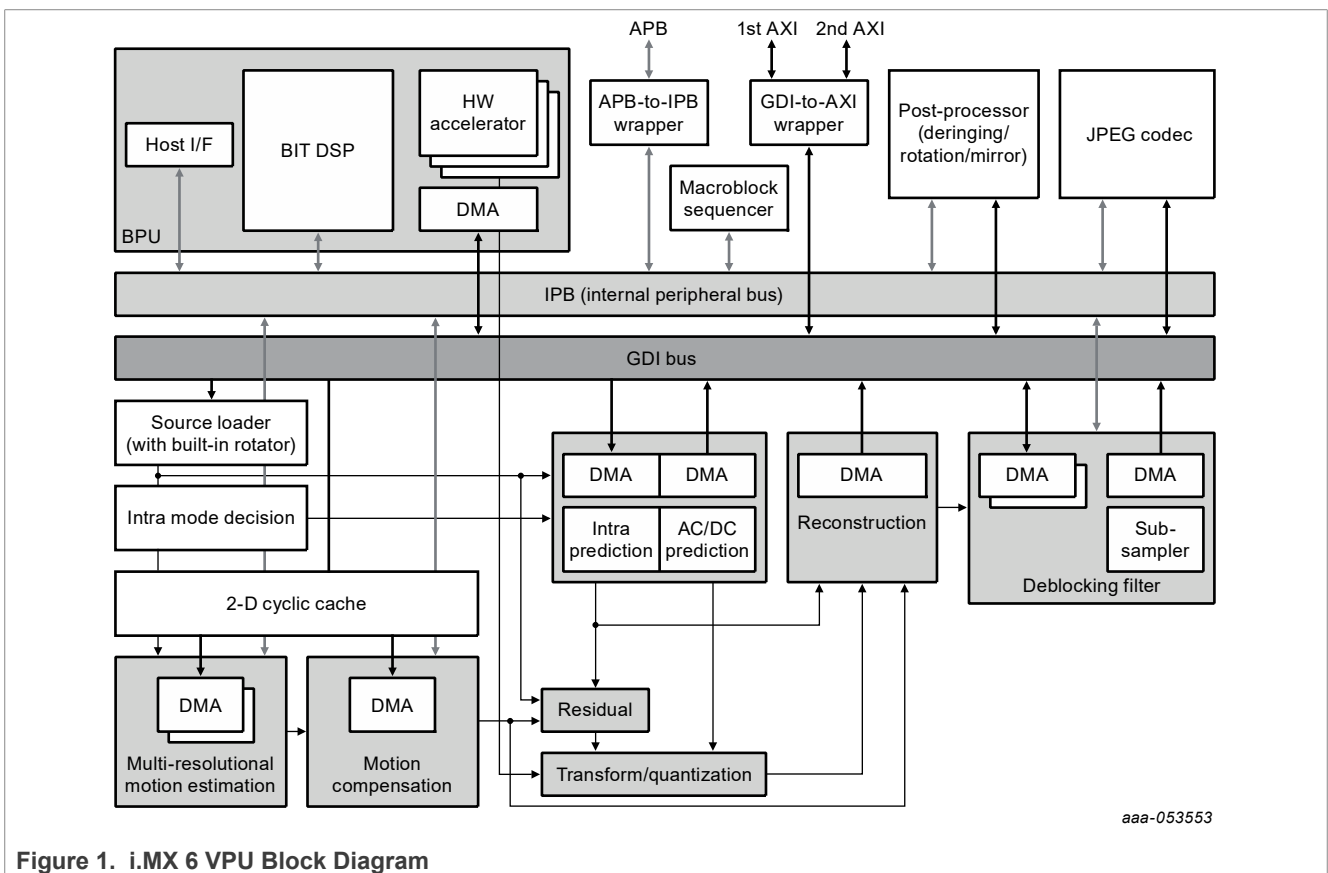 APB
1st AXI
2nd AXI
Host I/F
BIT DSP
HW
accelerator
DMA
BPU
APB-to-IPB
wrapper
GDI-to-AXI
wrapper
Macroblock
sequencer
Post-processor
(deringing/
rotation/mirror)
JPEG codec
IPB (internal peripheral bus)
GDI bus
Source loader
(with built-in rotator)
Intra mode decision
2-D cyclic cache
DMA
Multi-resolutional
motion estimation
DMA
Motion
compensation
DMA
DMA
Intra
prediction
AC/DC
prediction
Residual
Transform/quantization
DMA
Reconstruction
DMA
DMA
Sub-
sampler
Deblocking filter
aaa-053553
Figure 1. i.MX 6 VPU Block Diagram